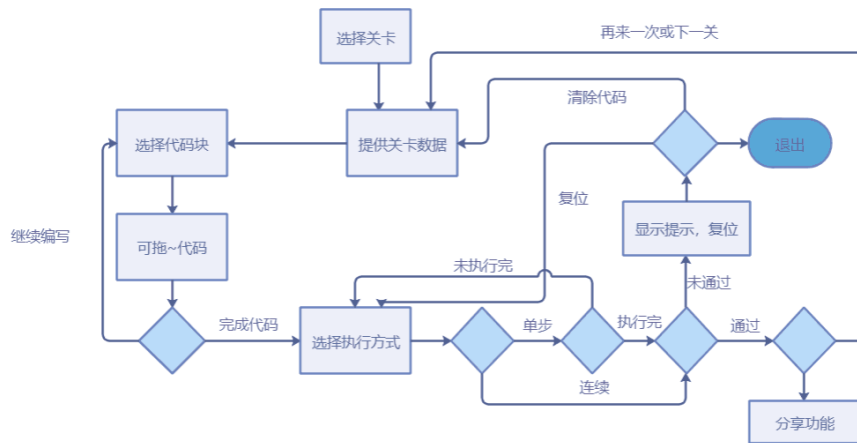 选择关卡
再来一次或下一关
清除代码
选择代码块
提供关卡数据
退出
复位
继续编写
可拖~代码
显示提示，复位
未执行完
未通过
完成代码
选择执行方式
单步
执行完
通过
连续
分享功能